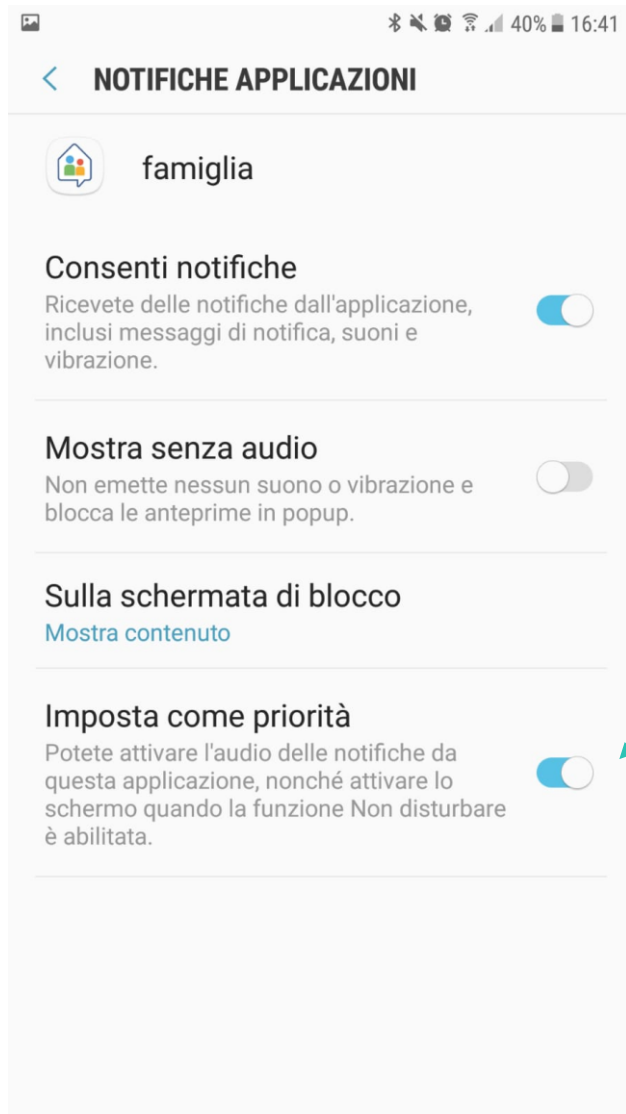 40% 16:41
NOTIFICHE APPLICAZIONI
famiglia
Consenti notifiche
Ricevete delle notifiche dall'applicazione,
inclusi messaggi di notifica, suoni e
vibrazione.
Mostra senza audio
Non emette nessun suono o vibrazione e
blocca le anteprime in popup.
Sulla schermata di blocco
Mostra contenuto
Imposta come priorità
Potete attivare l'audio delle notifiche da
questa applicazione, nonché attivare lo
schermo quando la funzione Non disturbare
è abilitata.